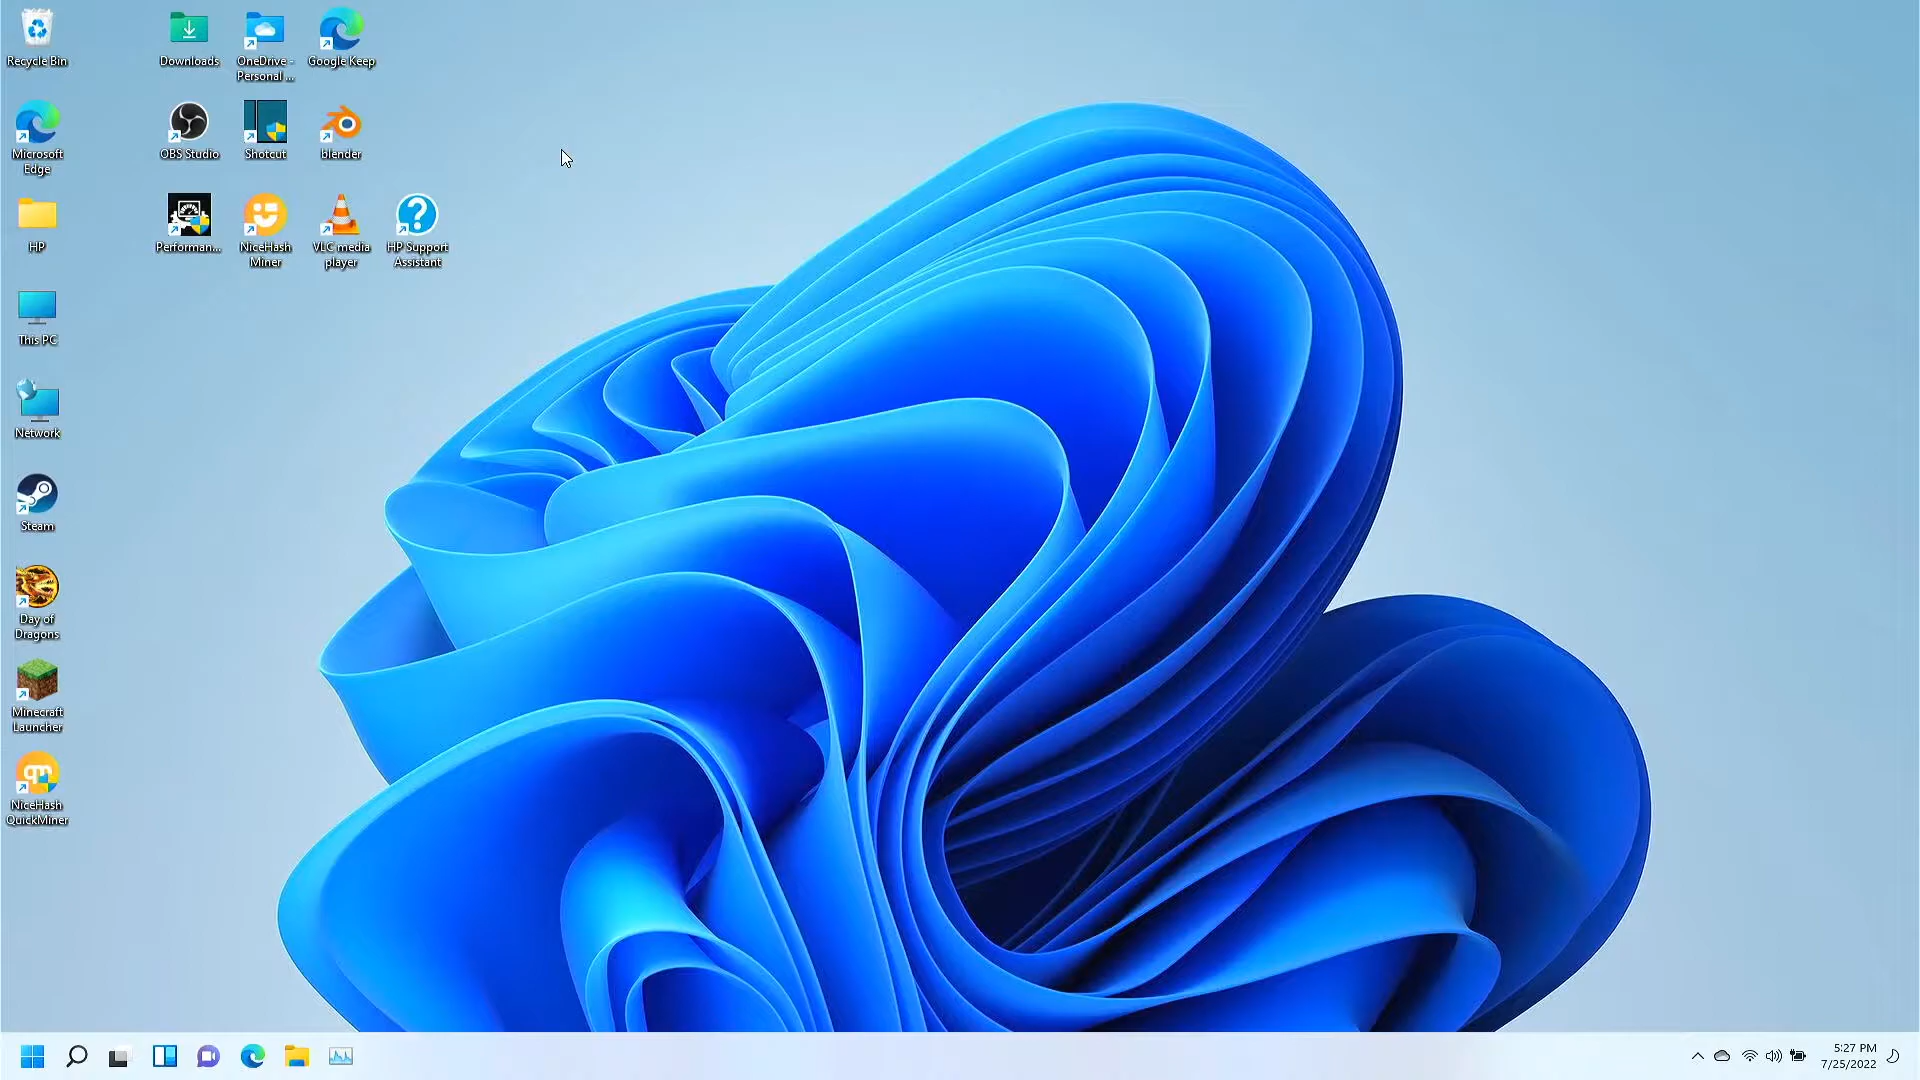 Recycle Bin
Downloads
OneDrive -
Personal ...
Google Keep
Microsoft
Edge
OBS Studio
Shotcut
blender
HP
Performan...
NiceHash
Miner
VLC media
player
HP Support
Assistant
This PC
Network
Steam
Day of
Dragons
Minecraft
Launcher
NiceHash
QuickMiner
5:27 PM
7/25/2022